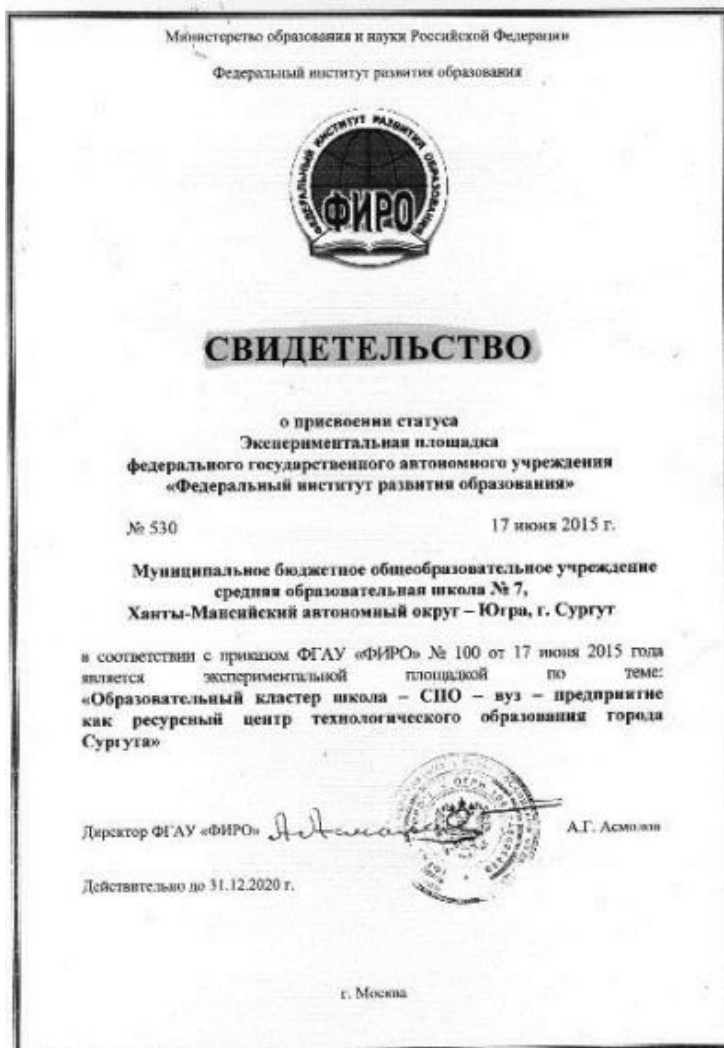 Министерство образования и науки Российской Федерации
Федеральный институт развития образования
ФЕДЕРАЛЬНЫЙ ИНСТИТУТ РАЗВИТИЯ ОБРАЗОВАНИЯ
ФИРО
СВИДЕТЕЛЬСТВО
о присвоении статуса
Экспериментальная площадка
федерального государственного автономного учреждения
«Федеральный институт развития образования»
№ 530 17 июня 2015 г.
Муниципальное бюджетное общеобразовательное учреждение
средняя образовательная школа № 7,
Ханты-Мансийский автономный округ – Югра, г. Сургут
в соответствии с приказом ФГАУ «ФИРО» № 100 от 17 июня 2015 года
является экспериментальной площадкой по теме:
«Образовательный кластер школа – СПО – вуз – предприятие
как ресурсный центр технологического образования города
Сургута»
Директор ФГАУ «ФИРО» А.Г. Асмолов
Действительно до 31.12.2020 г.
г. Москва